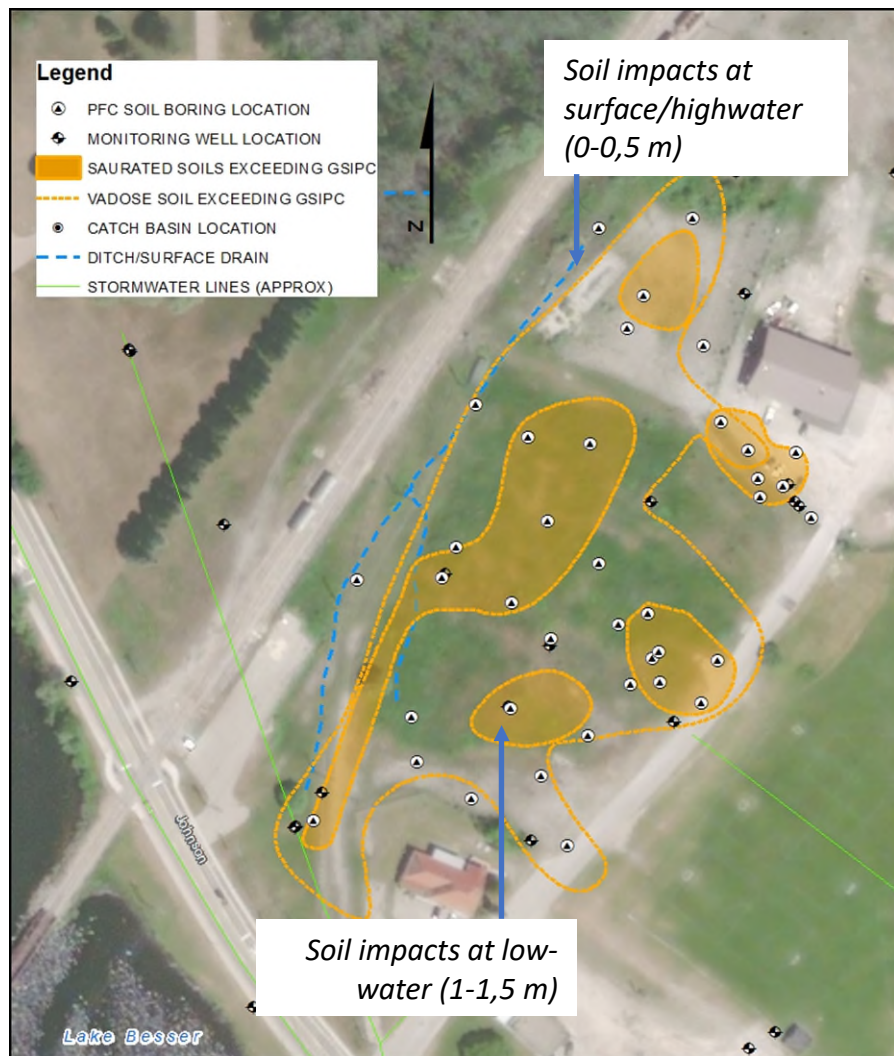 Legend
PFC SOIL BORING LOCATION
MONITORING WELL LOCATION
SAURATED SOILS EXCEEDING GSIPC
VADOSE SOIL EXCEEDING GSIPC
CATCH BASIN LOCATION
DITCH/SURFACE DRAIN
STORMWATER LINES (APPROX)
N
Soil impacts at
surface/highwater
(0-0,5 m)
Johnson
Soil impacts at low-
water (1-1,5 m)
Lake Besser